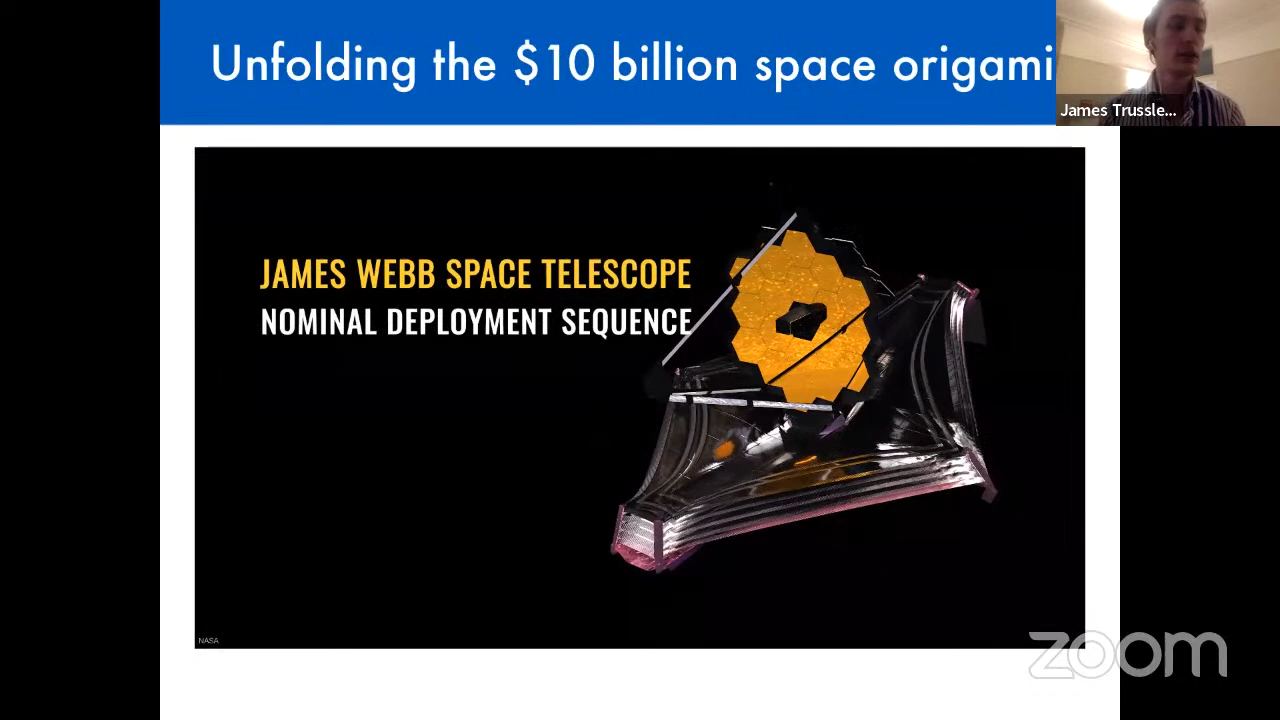 Unfolding the $10 billion space origami
James Trussle...
JAMES WEBB SPACE TELESCOPE
NOMINAL DEPLOYMENT SEQUENCE
NASA
zoom